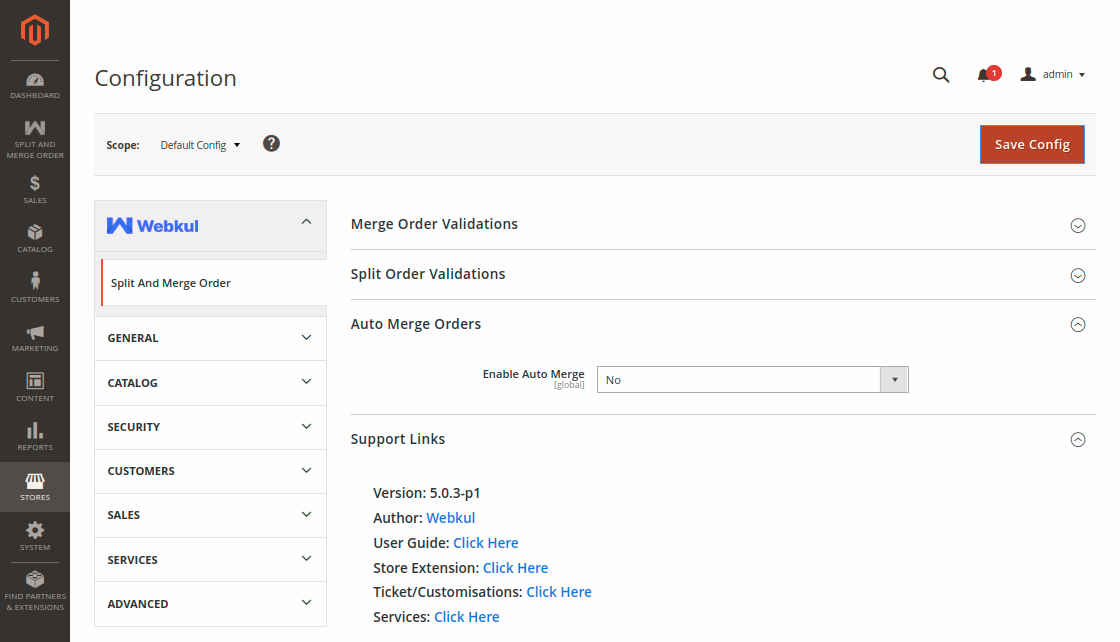 DASHBOARD
SPLIT AND
MERGE ORDER
SALES
CATALOG
CUSTOMERS
MARKETING
CONTENT
REPORTS
STORES
SYSTEM
FIND PARTNERS
& EXTENSIONS
Configuration
1
admin
Scope: Default Config ?
Save Config
Webkul
Split And Merge Order
GENERAL
CATALOG
SECURITY
CUSTOMERS
SALES
SERVICES
ADVANCED
Merge Order Validations
Split Order Validations
Auto Merge Orders
Enable Auto Merge No
[global]
Support Links
Version: 5.0.3-p1
Author: Webkul
User Guide: Click Here
Store Extension: Click Here
Ticket/Customisations: Click Here
Services: Click Here